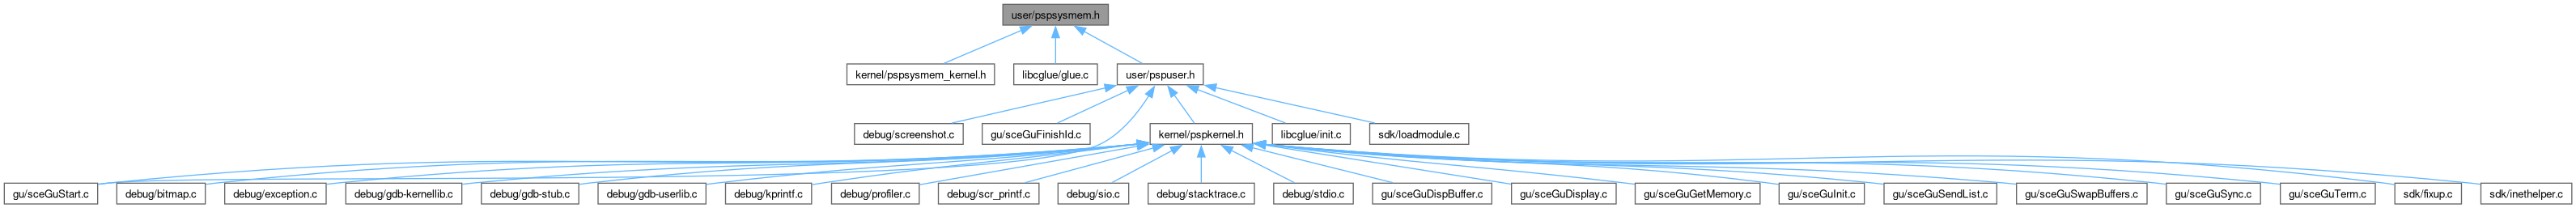 user/pspsysmem.h
kernel/pspsysmem_kernel.h
libcglue/glue.c
user/pspuser.h
debug/screenshot.c
gu/sceGuFinishId.c
kernel/pspkernel.h
libcglue/init.c
sdk/loadmodule.c
gu/sceGuStart.c
debug/bitmap.c
debug/exception.c
debug/gdb-kernellib.c
debug/gdb-stub.c
debug/gdb-userlib.c
debug/kprintf.c
debug/profiler.c
debug/scr_printf.c
debug/sio.c
debug/stacktrace.c
debug/stdio.c
gu/sceGuDispBuffer.c
gu/sceGuDisplay.c
gu/sceGuGetMemory.c
gu/sceGuInit.c
gu/sceGuSendList.c
gu/sceGuSwapBuffers.c
gu/sceGuSync.c
gu/sceGuTerm.c
sdk/fixup.c
sdk/inethelper.c